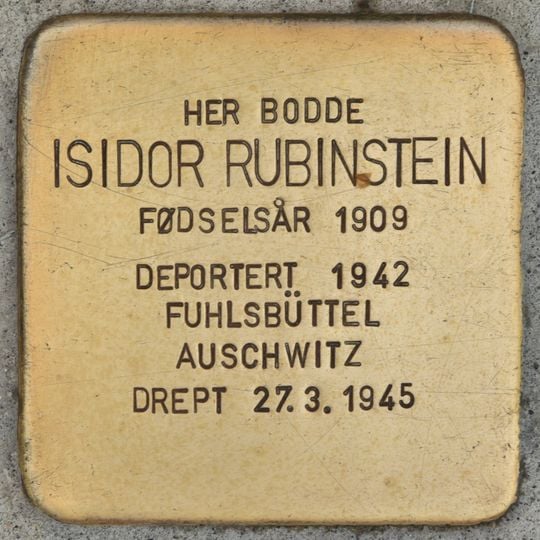 HER BODDE
ISIDOR RUBINSTEIN
FØDSELSÅR 1909
DEPORTERT 1942
FUHLSBÜTTEL
AUSCHWITZ
DREPT 27.3.1945